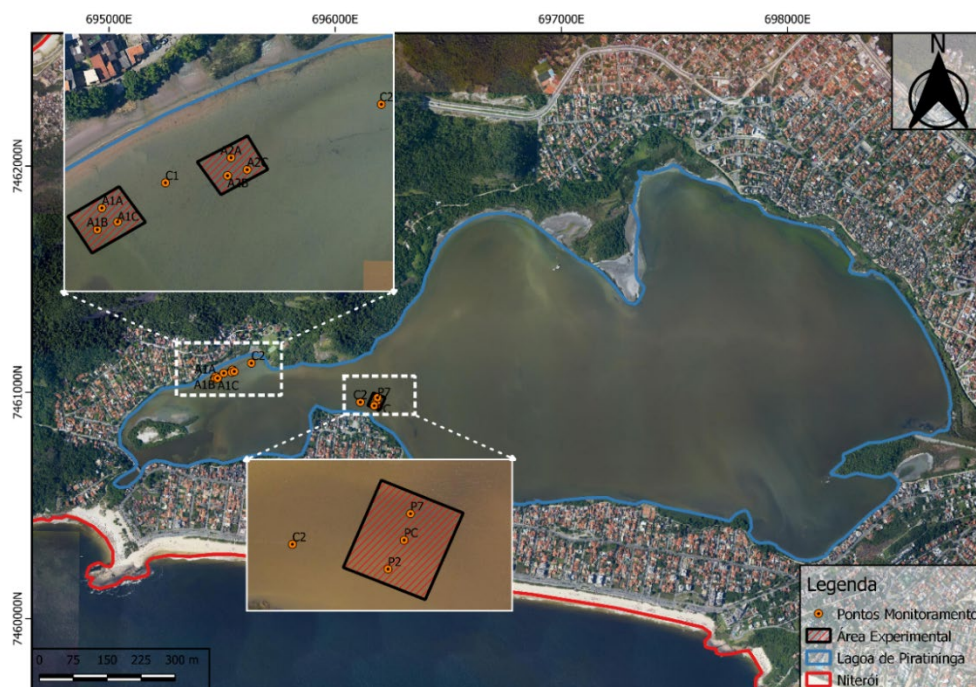 695000E 696000E 697000E 698000E
N
7462000N
7461000N
7460000N
C2
A2A
A2C
A2B
C1
A1A
A1C
A1B
C2
A1A
A1B
A1C
C2
P7
C2
P7
PC
P2
Legenda
Pontos Monitoramento
Área Experimental
Lagoa de Piratininga
Niterói
0 75 150 225 300 m